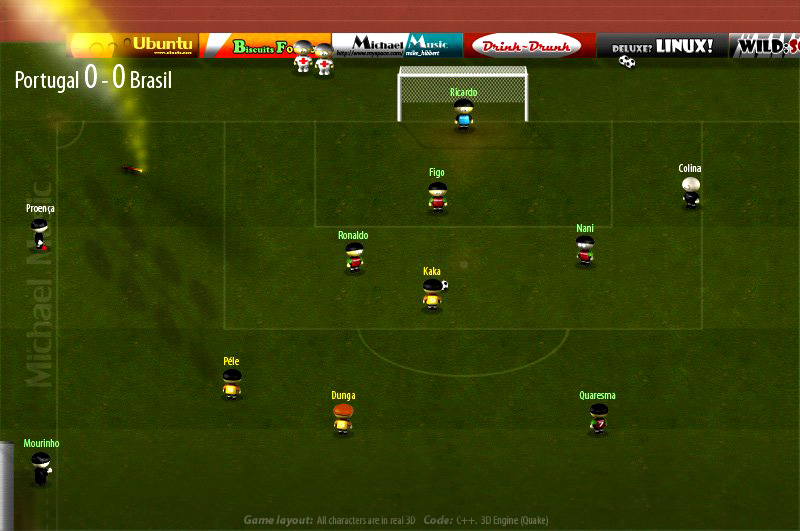 Ubuntu
Biscuits Fo
Michael Music
http://www.myspace.com/mike_hibbert
Drink-Drunk
DELUXE? LINUX!
WILD:S
Portugal 0 - 0 Brasil
Ricardo
Figo
Colina
Proença
Ronaldo
Nani
Kaka
Michael Music
Péle
Dunga
Quaresma
Mourinho
Game layout: All characters are in real 3D Code: C++, 3D Engine (Quake)